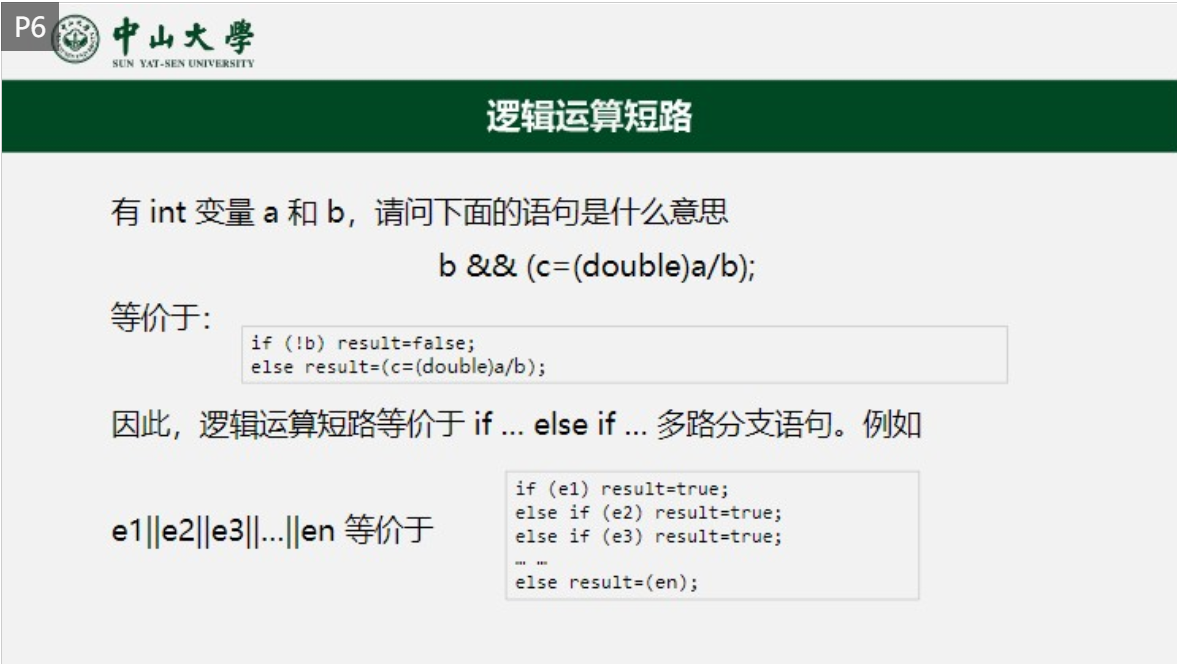 P6
中山大學
SUN YAT-SEN UNIVERSITY
逻辑运算短路
有 int 变量 a 和 b，请问下面的语句是什么意思
b && (c=(double)a/b);
等价于：
if (!b) result=false;
else result=(c=(double)a/b);
因此，逻辑运算短路等价于 if ... else if ... 多路分支语句。例如
e1||e2||e3||...||en 等价于
if (e1) result=true;
else if (e2) result=true;
else if (e3) result=true;
… …
else result=(en);